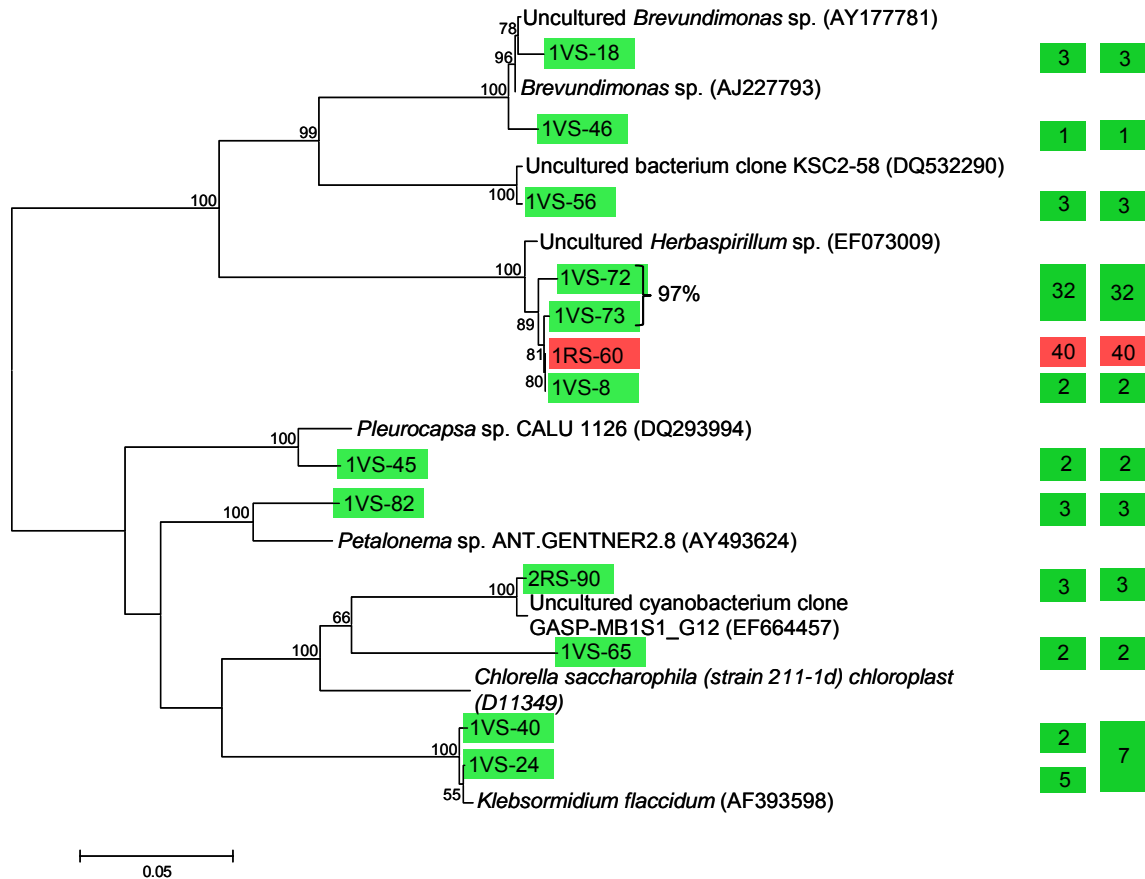 Uncultured Brevundimonas sp. (AY177781)
78
1VS-18
3 3
96
Brevundimonas sp. (AJ227793)
100
1VS-46
1 1
99
Uncultured bacterium clone KSC2-58 (DQ532290)
100
100
1VS-56
3 3
Uncultured Herbaspirillum sp. (EF073009)
100
1VS-72
97%
32 32
1VS-73
89
1RS-60
81
40 40
80
1VS-8
2 2
Pleurocapsa sp. CALU 1126 (DQ293994)
100
1VS-45
2 2
1VS-82
3 3
100
Petalonema sp. ANT.GENTNER2.8 (AY493624)
2RS-90
3 3
100
Uncultured cyanobacterium clone
GASP-MB1S1_G12 (EF664457)
66
1VS-65
2 2
100
Chlorella saccharophila (strain 211-1d) chloroplast
(D11349)
1VS-40
2
7
100
1VS-24
5
55
Klebsormidium flaccidum (AF393598)
0.05